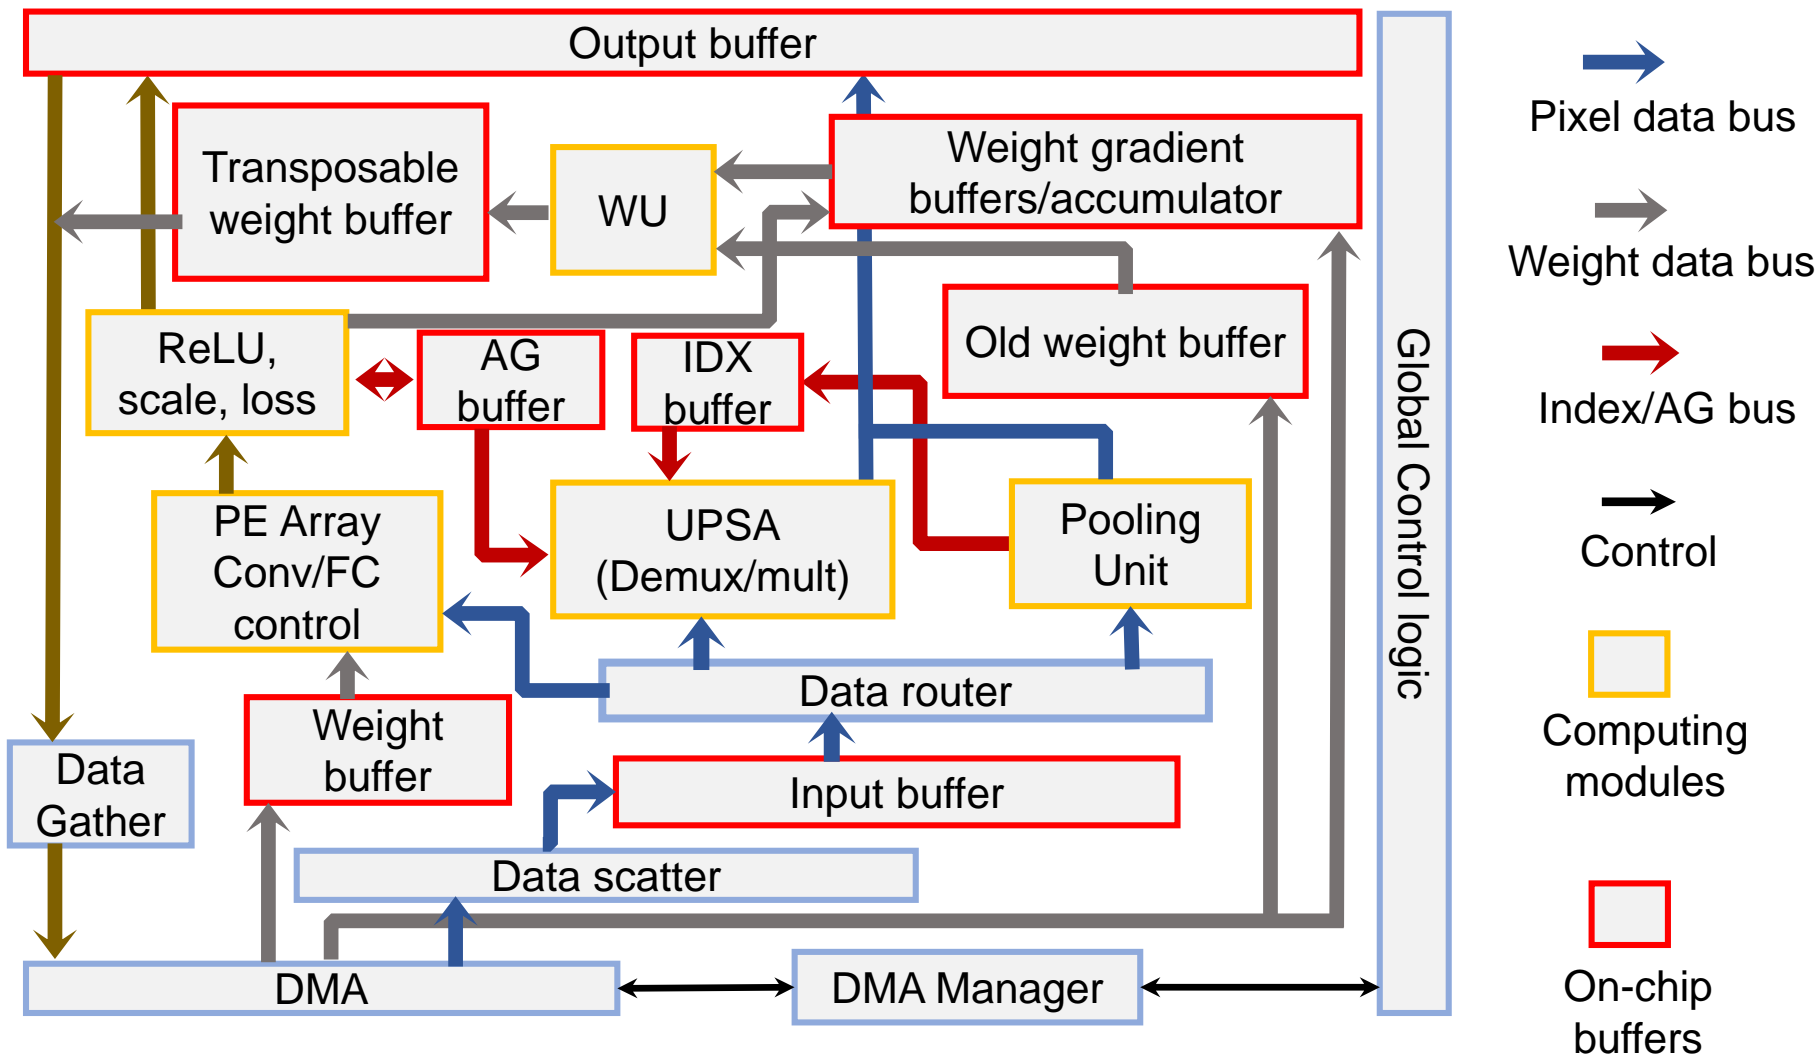 Output buffer
Transposable
weight buffer
WU
Weight gradient
buffers/accumulator
Old weight buffer
ReLU,
scale, loss
AG
buffer
IDX
buffer
PE Array
Conv/FC
control
UPSA
(Demux/mult)
Pooling
Unit
Data router
Weight
buffer
Input buffer
Data
Gather
Data scatter
DMA
DMA Manager
Global Control logic
Pixel data bus
Weight data bus
Index/AG bus
Control
Computing
modules
On-chip
buffers